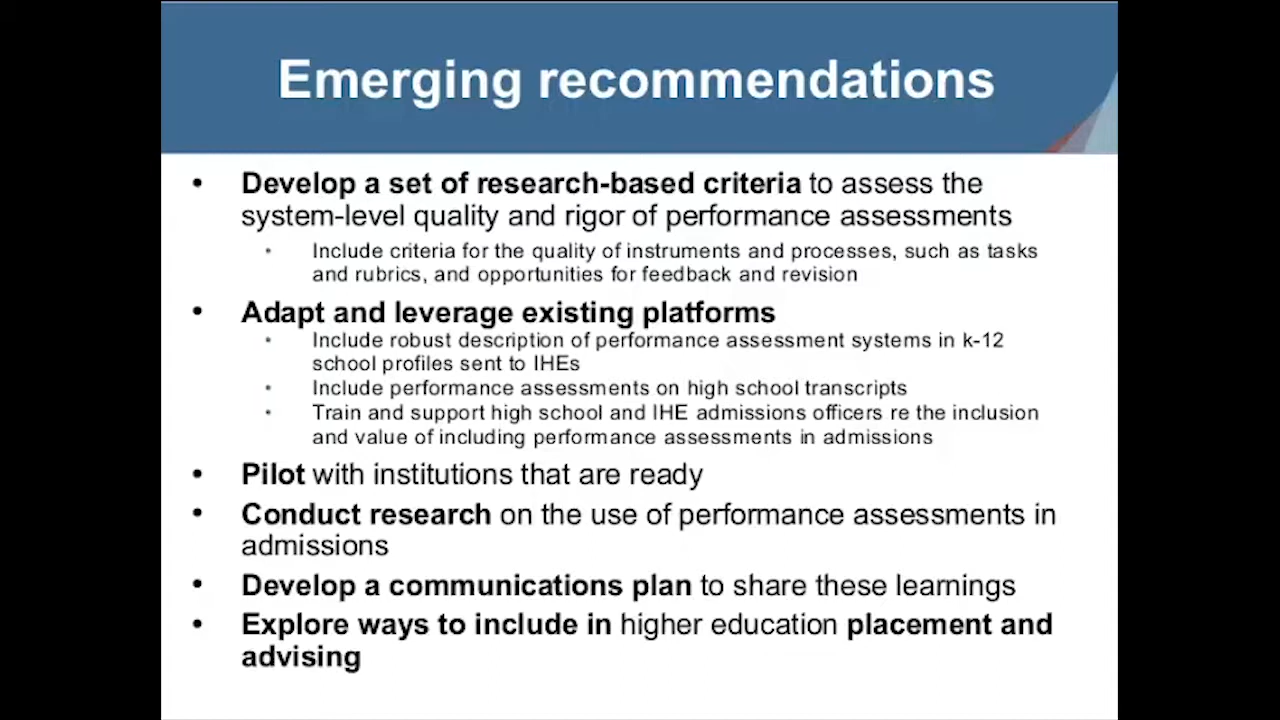 Emerging recommendations
• Develop a set of research-based criteria to assess the
system-level quality and rigor of performance assessments
• Include criteria for the quality of instruments and processes, such as tasks
and rubrics, and opportunities for feedback and revision
• Adapt and leverage existing platforms
• Include robust description of performance assessment systems in k-12
school profiles sent to IHEs
• Include performance assessments on high school transcripts
• Train and support high school and IHE admissions officers re the inclusion
and value of including performance assessments in admissions
• Pilot with institutions that are ready
• Conduct research on the use of performance assessments in
admissions
• Develop a communications plan to share these learnings
• Explore ways to include in higher education placement and
advising